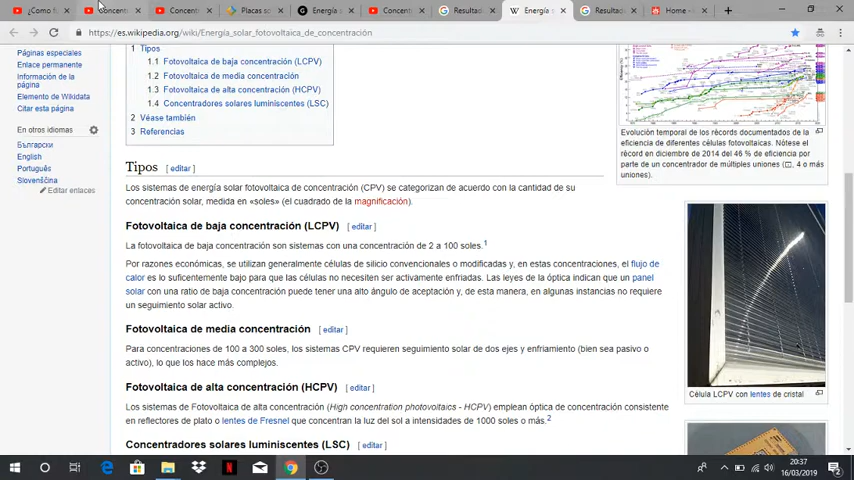 ¿Como f
Concent
Concent
Placas so
Energía s
Concent
Resultad
Energía s
Resultad
Home -
https://es.wikipedia.org/wiki/Energía_solar_fotovoltaica_de_concentración
Páginas especiales
Enlace permanente
Información de la
página
Elemento de Wikidata
Citar esta página
En otros idiomas
Български
English
Português
Slovenščina
Editar enlaces
1 Tipos
1.1 Fotovoltaica de baja concentración (LCPV)
1.2 Fotovoltaica de media concentración
1.3 Fotovoltaica de alta concentración (HCPV)
1.4 Concentradores solares luminiscentes (LSC)
2 Véase también
3 Referencias
Tipos [ editar ]
Los sistemas de energía solar fotovoltaica de concentración (CPV) se categorizan de acuerdo con la cantidad de su
concentración solar, medida en «soles» (el cuadrado de la magnificación).
Fotovoltaica de baja concentración (LCPV) [ editar ]
La fotovoltaica de baja concentración son sistemas con una concentración de 2 a 100 soles.1
Por razones económicas, se utilizan generalmente células de silicio convencionales o modificadas y, en estas concentraciones, el flujo de
calor es lo suficentemente bajo para que las células no necesiten ser activamente enfriadas. Las leyes de la óptica indican que un panel
solar con una ratio de baja concentración puede tener una alto ángulo de aceptación y, de esta manera, en algunas instancias no requiere
un seguimiento solar activo.
Fotovoltaica de media concentración [ editar ]
Para concentraciones de 100 a 300 soles, los sistemas CPV requieren seguimiento solar de dos ejes y enfriamiento (bien sea pasivo o
activo), lo que los hace más complejos.
Fotovoltaica de alta concentración (HCPV) [ editar ]
Los sistemas de Fotovoltaica de alta concentración (High concentration photovoltaics - HCPV) emplean óptica de concentración consistente
en reflectores de plato o lentes de Fresnel que concentran la luz del sol a intensidades de 1000 soles o más.2
Concentradores solares luminiscentes (LSC) [ editar ]
Evolución temporal de los récords documentados de la
eficiencia de diferentes células fotovoltaicas. Nótese el
récord en diciembre de 2014 del 46 % de eficiencia por
parte de un concentrador de múltiples uniones ( , 4 o más
uniones).
Célula LCPV con lentes de cristal
20:37
16/03/2019